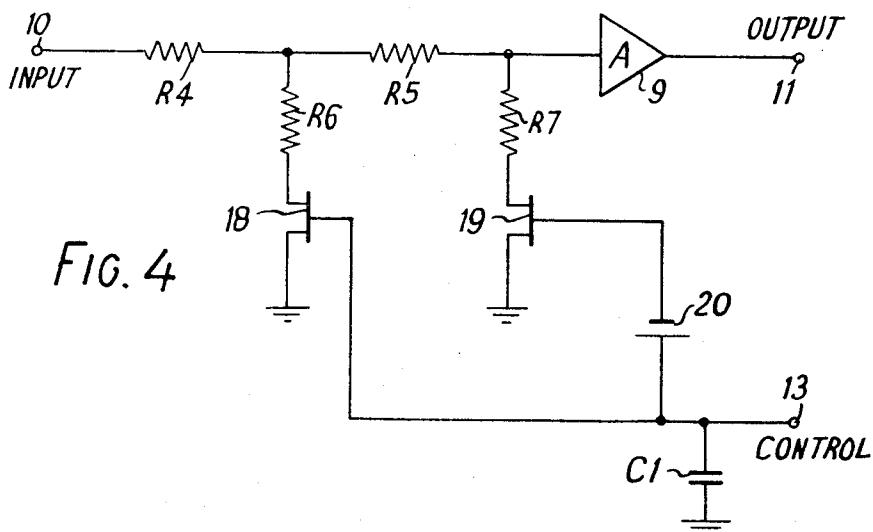 10
INPUT
R4
R5
A
9
OUTPUT
11
R6
R7
18
19
FIG. 4
20
13
CONTROL
C1